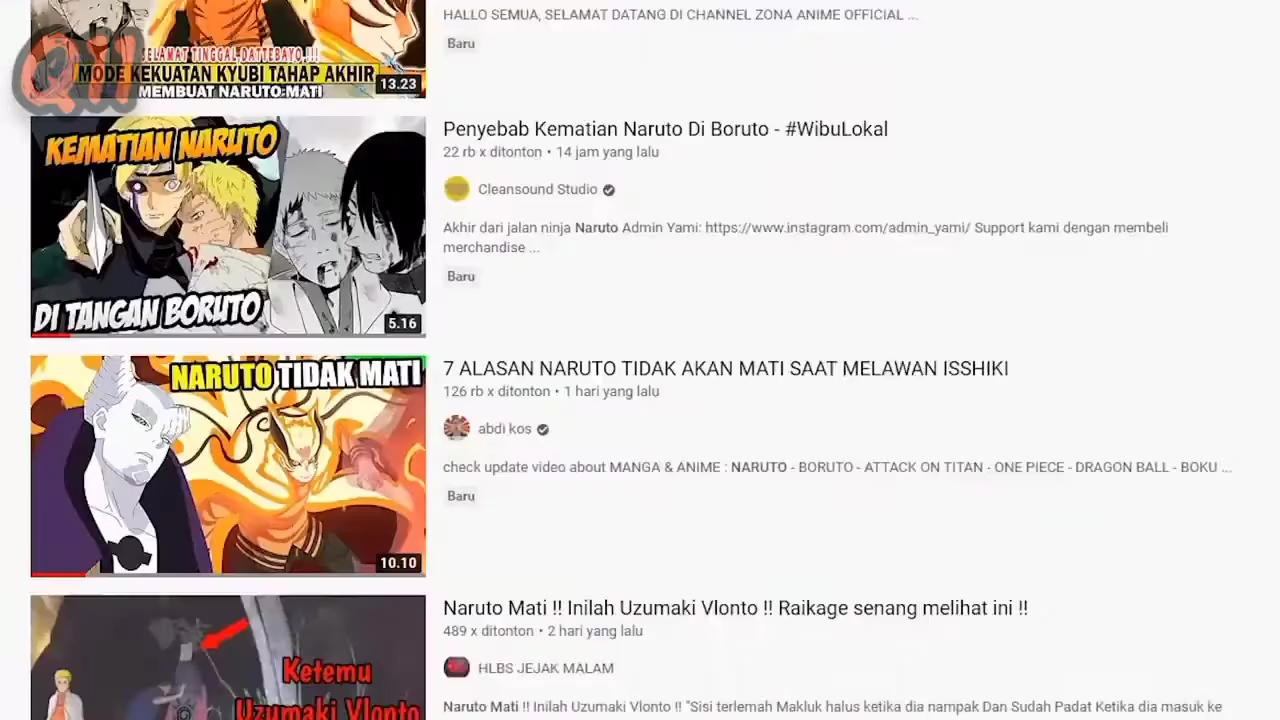 HALLO SEMUA, SELAMAT DATANG DI CHANNEL ZONA ANIME OFFICIAL ...
Baru
SELAMAT TINGGAL DATTEBAYO.!!!
MODE KEKUATAN KYUBI TAHAP AKHIR
MEMBUAT NARUTO MATI
13.23
KEMATIAN NARUTO
DI TANGAN BORUTO
5.16
Penyebab Kematian Naruto Di Boruto - #WibuLokal
22 rb x ditonton • 14 jam yang lalu
Cleansound Studio
Akhir dari jalan ninja Naruto Admin Yami: https://www.instagram.com/admin_yami/ Support kami dengan membeli
merchandise ...
Baru
NARUTO TIDAK MATI
10.10
7 ALASAN NARUTO TIDAK AKAN MATI SAAT MELAWAN ISSHIKI
126 rb x ditonton • 1 hari yang lalu
abdi kos
check update video about MANGA & ANIME : NARUTO - BORUTO - ATTACK ON TITAN - ONE PIECE - DRAGON BALL - BOKU ...
Baru
Ketemu
Uzumaki Vlonto
Naruto Mati !! Inilah Uzumaki Vlonto !! Raikage senang melihat ini !!
489 x ditonton • 2 hari yang lalu
HLBS JEJAK MALAM
Naruto Mati !! Inilah Uzumaki Vlonto !! "Sisi terlemah Makluk halus ketika dia nampak Dan Sudah Padat Ketika dia masuk ke